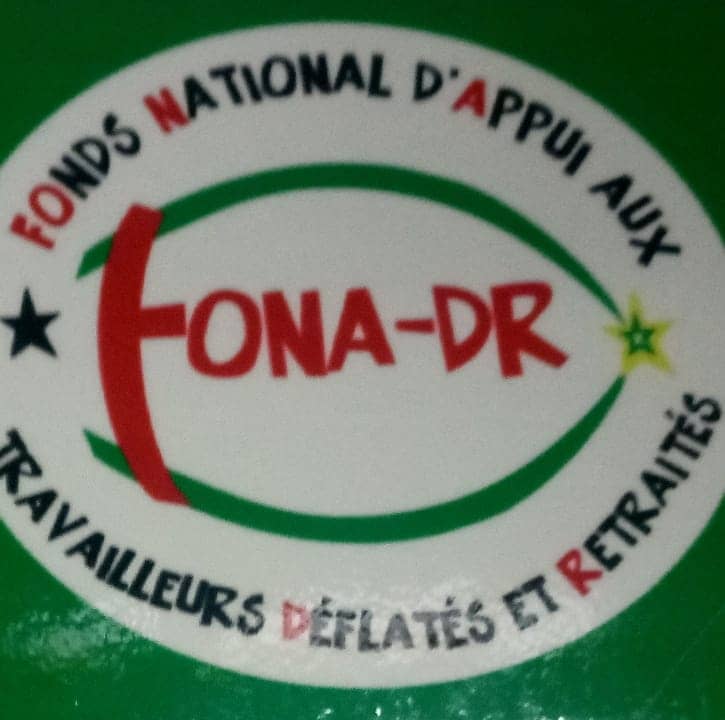 FONDS NATIONAL D'APPUI AUX
FONA-DR
TRAVAILLEURS DÉFLATÉS ET RETRAITÉS